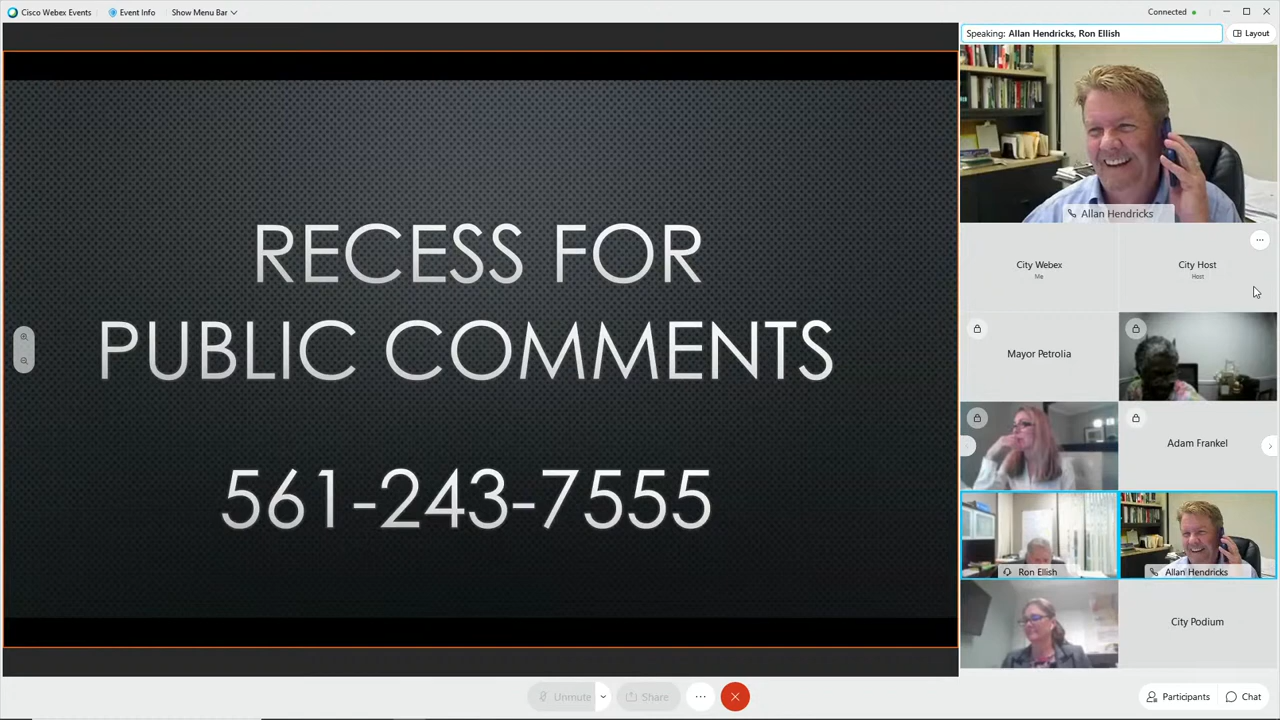 Cisco Webex Events
Event Info
Show Menu Bar
Connected
Speaking: Allan Hendricks, Ron Ellish
Layout
RECESS FOR
PUBLIC COMMENTS
561-243-7555
Allan Hendricks
City Webex
Me
City Host
Host
Mayor Petrolia
Adam Frankel
Ron Ellish
Allan Hendricks
City Podium
Unmute
Share
Participants
Chat